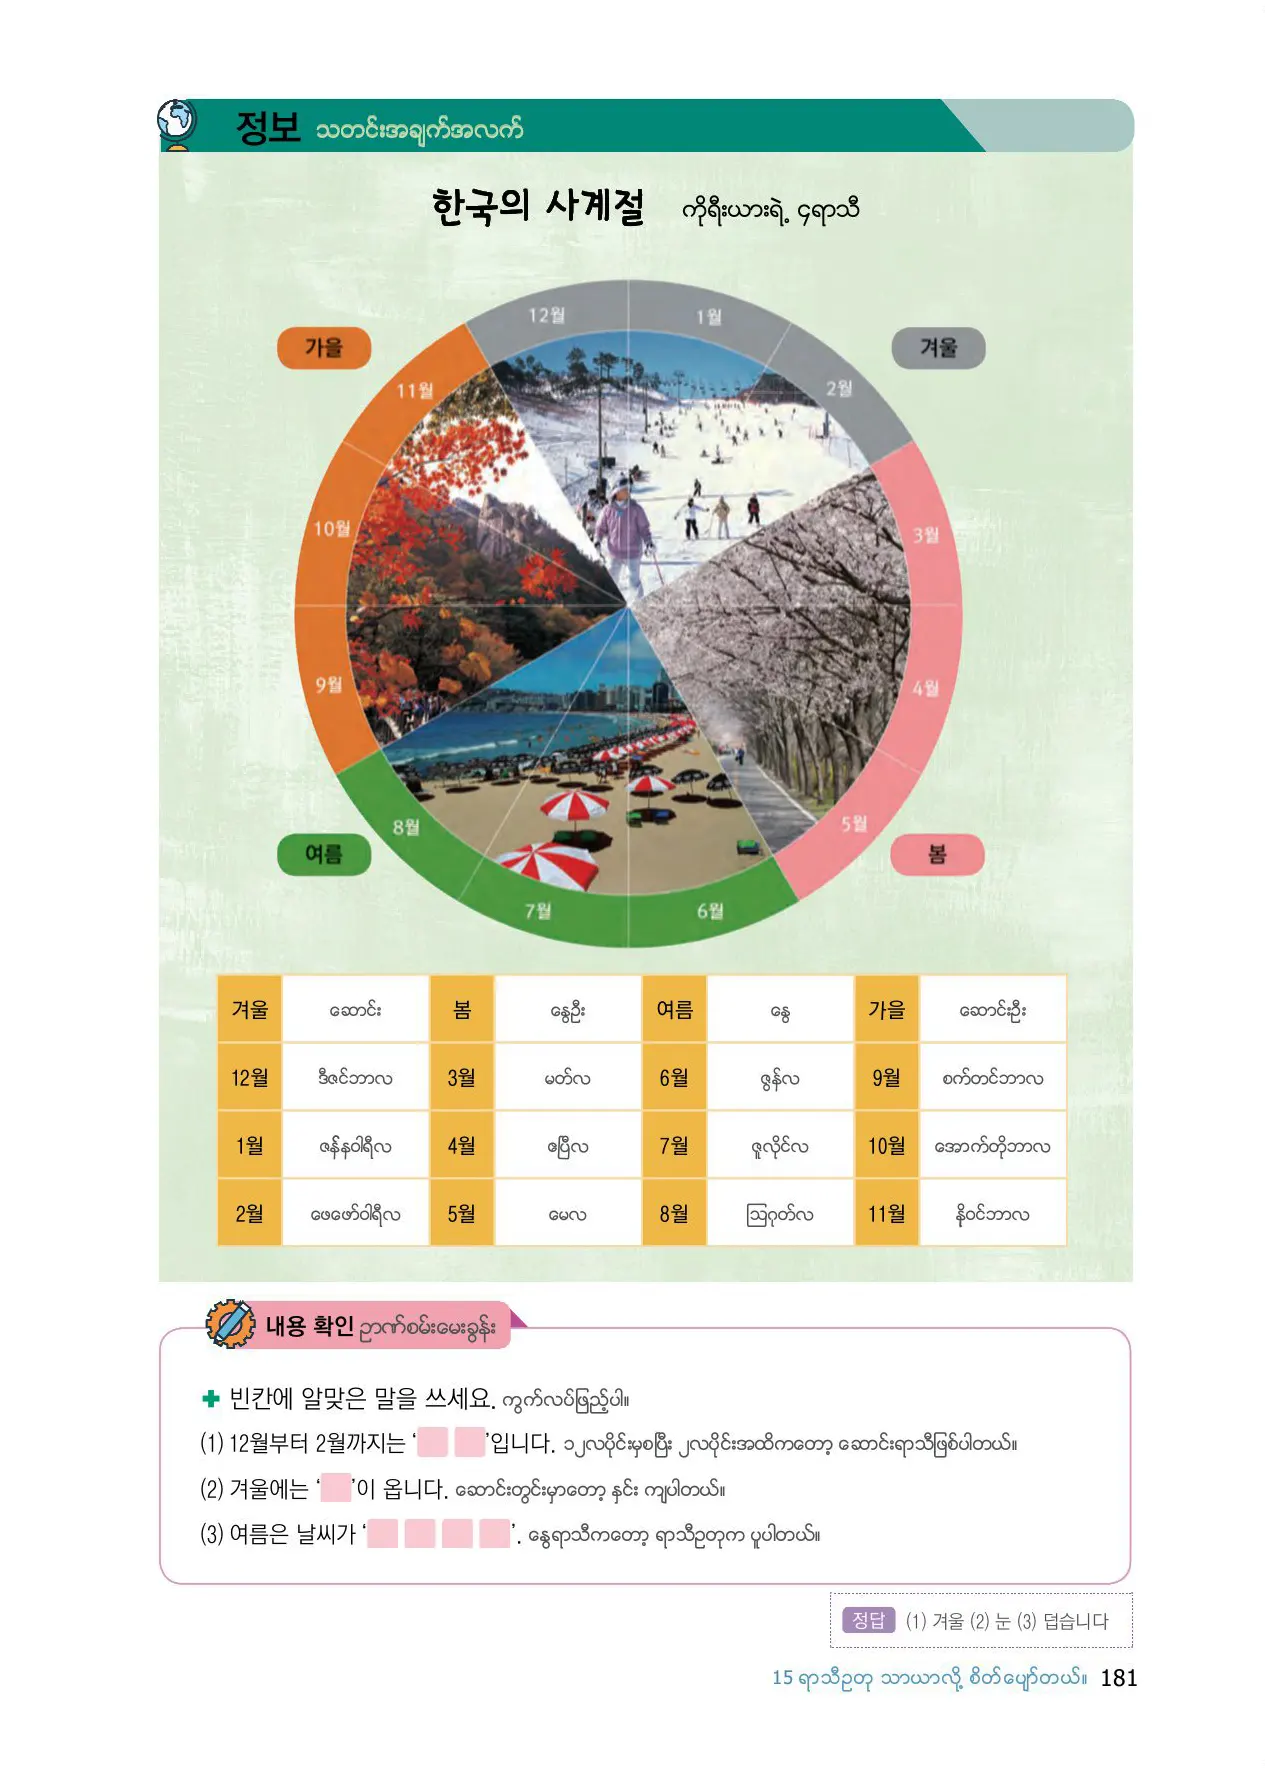 정보 သတင်းအချက်အလက်
한국의 사계절 ကိုရီးယားရဲ့ ၄ရာသီ
12월 1월
가을 겨울
11월 2월
10월 3월
9월 4월
8월 5월
여름 봄
7월 6월
겨울 ဆောင်း 봄 နွေဦး 여름 နွေ 가을 ဆောင်းဦး
12월 ဒီဇင်ဘာလ 3월 မတ်လ 6월 ဇွန်လ 9월 စက်တင်ဘာလ
1월 ဇန်နဝါရီလ 4월 ဧပြီလ 7월 ဇူလိုင်လ 10월 အောက်တိုဘာလ
2월 ဖေဖော်ဝါရီလ 5월 မေလ 8월 ဩဂုတ်လ 11월 နိုဝင်ဘာလ
내용 확인 ဉာဏ်စမ်းမေးခွန်း
빈칸에 알맞은 말을 쓰세요. ကွက်လပ်ဖြည့်ပါ။
(1) 12월부터 2월까지는 ‘ ’입니다. ၁၂လပိုင်းမှစပြီး ၂လပိုင်းအထိကတော့ ဆောင်းရာသီဖြစ်ပါတယ်။
(2) 겨울에는 ‘ ’이 옵니다. ဆောင်းတွင်းမှာတော့ နှင်း ကျပါတယ်။
(3) 여름은 날씨가 ‘ ’. နွေရာသီကတော့ ရာသီဥတုက ပူပါတယ်။
정답 (1) 겨울 (2) 눈 (3) 덥습니다
15 ရာသီဥတု သာယာလို့ စိတ်ပျော်တယ်။ 181